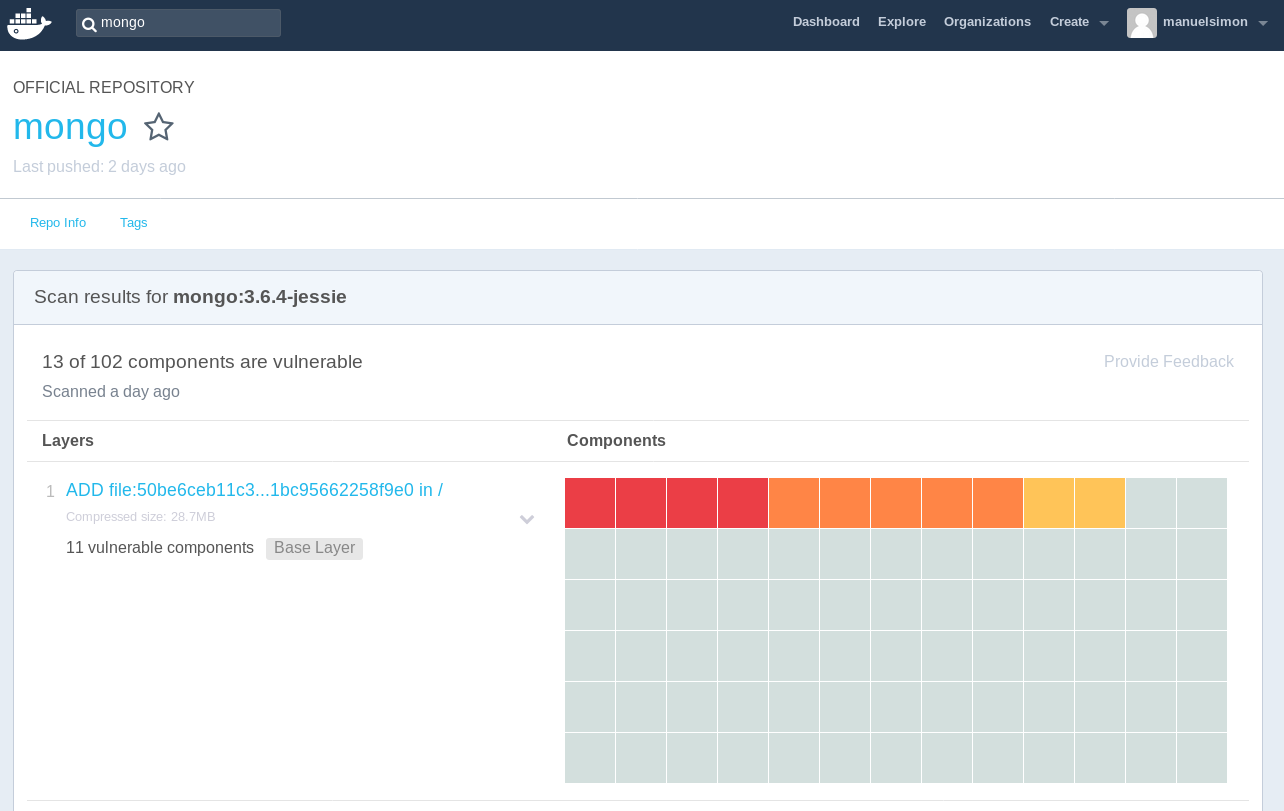 mongo
Dashboard Explore Organizations Create manuelsimon
OFFICIAL REPOSITORY
mongo
Last pushed: 2 days ago
Repo Info Tags
Scan results for mongo:3.6.4-jessie
13 of 102 components are vulnerable
Provide Feedback
Scanned a day ago
Layers Components
1 ADD file:50be6ceb11c3...1bc95662258f9e0 in /
Compressed size: 28.7MB
11 vulnerable components Base Layer